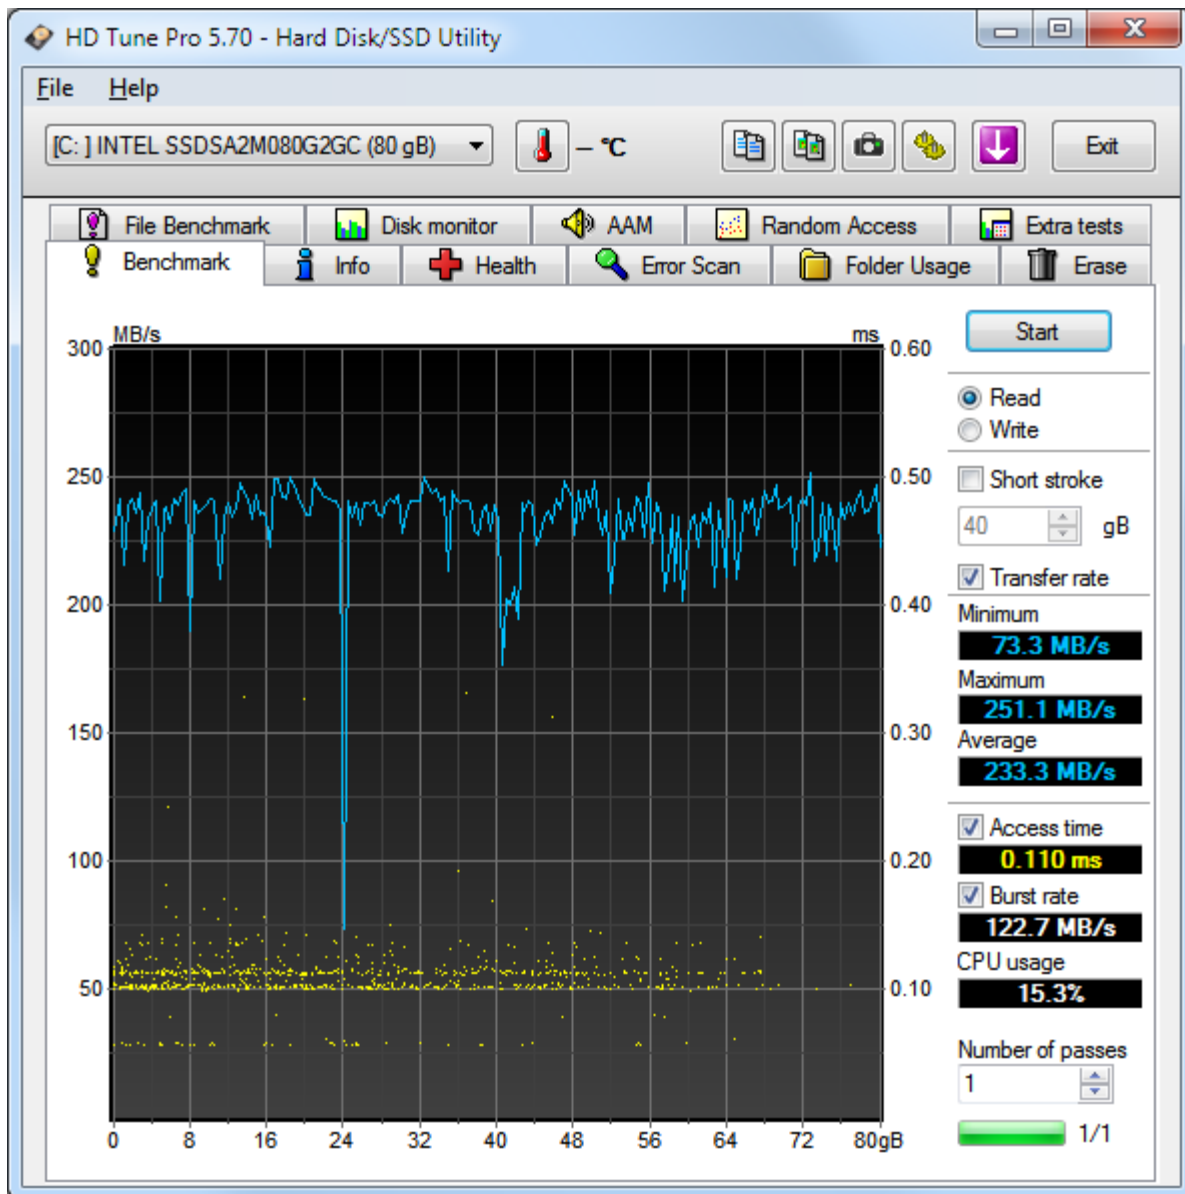 HD Tune Pro 5.70 - Hard Disk/SSD Utility
File Help
[C: ] INTEL SSDSA2M080G2GC (80 gB) – °C Exit
File Benchmark Disk monitor AAM Random Access Extra tests
Benchmark Info Health Error Scan Folder Usage Erase
MB/s ms
300 0.60
250 0.50
200 0.40
150 0.30
100 0.20
50 0.10
0 8 16 24 32 40 48 56 64 72 80gB
Start
Read
Write
Short stroke
40 gB
Transfer rate
Minimum
73.3 MB/s
Maximum
251.1 MB/s
Average
233.3 MB/s
Access time
0.110 ms
Burst rate
122.7 MB/s
CPU usage
15.3%
Number of passes
1
1/1